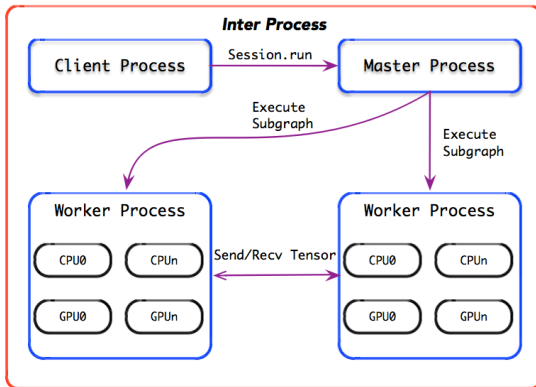 Inter Process
Client Process
Session.run
Master Process
Execute
Subgraph
Execute
Subgraph
Worker Process
CPU0
CPUn
GPU0
GPUn
Send/Recv Tensor
Worker Process
CPU0
CPUn
GPU0
GPUn